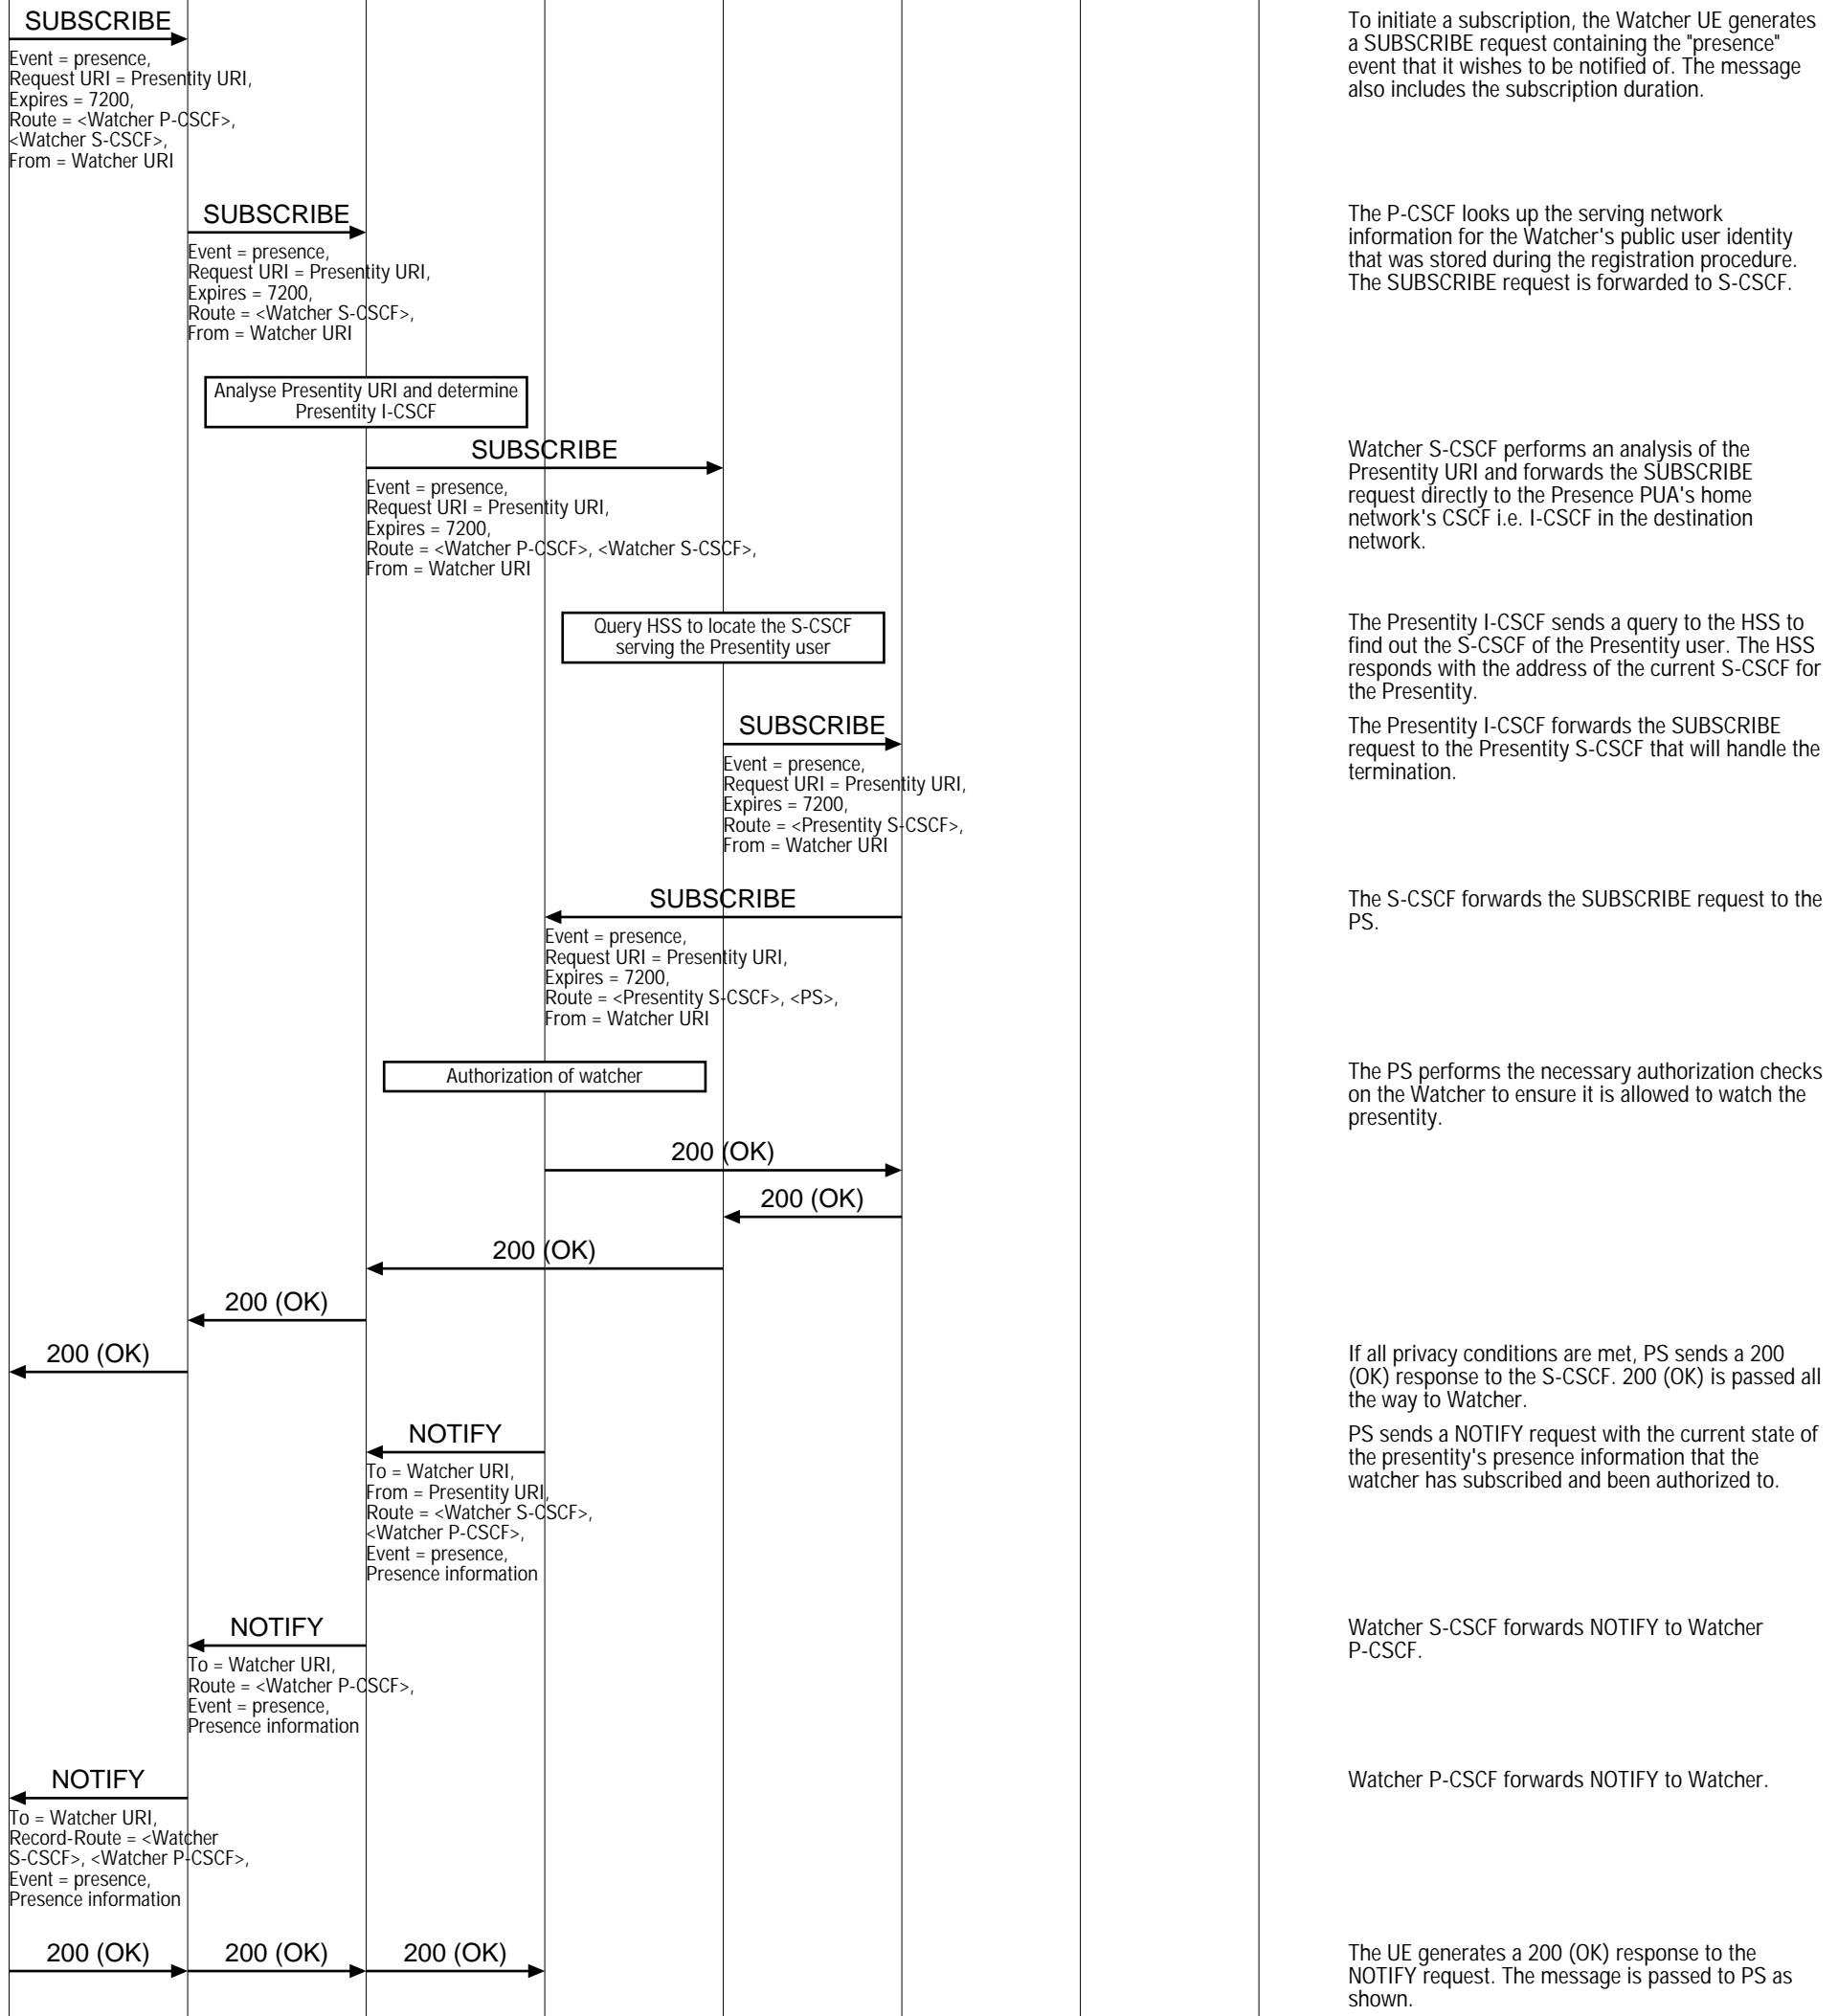 SUBSCRIBE
Event = presence,
Request URI = Presentity URI,
Expires = 7200,
Route = <Watcher P-CSCF>,
<Watcher S-CSCF>,
From = Watcher URI
To initiate a subscription, the Watcher UE generates
a SUBSCRIBE request containing the "presence"
event that it wishes to be notified of. The message
also includes the subscription duration.
SUBSCRIBE
Event = presence,
Request URI = Presentity URI,
Expires = 7200,
Route = <Watcher S-CSCF>,
From = Watcher URI
The P-CSCF looks up the serving network
information for the Watcher's public user identity
that was stored during the registration procedure.
The SUBSCRIBE request is forwarded to S-CSCF.
Analyse Presentity URI and determine
Presentity I-CSCF
SUBSCRIBE
Event = presence,
Request URI = Presentity URI,
Expires = 7200,
Route = <Watcher P-CSCF>, <Watcher S-CSCF>,
From = Watcher URI
Watcher S-CSCF performs an analysis of the
Presentity URI and forwards the SUBSCRIBE
request directly to the Presence PUA's home
network's CSCF i.e. I-CSCF in the destination
network.
Query HSS to locate the S-CSCF
serving the Presentity user
The Presentity I-CSCF sends a query to the HSS to
find out the S-CSCF of the Presentity user. The HSS
responds with the address of the current S-CSCF for
the Presentity.
SUBSCRIBE
Event = presence,
Request URI = Presentity URI,
Expires = 7200,
Route = <Presentity S-CSCF>,
From = Watcher URI
The Presentity I-CSCF forwards the SUBSCRIBE
request to the Presentity S-CSCF that will handle the
termination.
SUBSCRIBE
Event = presence,
Request URI = Presentity URI,
Expires = 7200,
Route = <Presentity S-CSCF>, <PS>,
From = Watcher URI
The S-CSCF forwards the SUBSCRIBE request to the
PS.
Authorization of watcher
The PS performs the necessary authorization checks
on the Watcher to ensure it is allowed to watch the
presentity.
200 (OK)
200 (OK)
200 (OK)
200 (OK)
200 (OK)
If all privacy conditions are met, PS sends a 200
(OK) response to the S-CSCF. 200 (OK) is passed all
the way to Watcher.
NOTIFY
To = Watcher URI,
From = Presentity URI,
Route = <Watcher S-CSCF>,
<Watcher P-CSCF>,
Event = presence,
Presence information
PS sends a NOTIFY request with the current state of
the presentity's presence information that the
watcher has subscribed and been authorized to.
NOTIFY
To = Watcher URI,
Route = <Watcher P-CSCF>,
Event = presence,
Presence information
Watcher S-CSCF forwards NOTIFY to Watcher
P-CSCF.
NOTIFY
To = Watcher URI,
Record-Route = <Watcher
S-CSCF>, <Watcher P-CSCF>,
Event = presence,
Presence information
Watcher P-CSCF forwards NOTIFY to Watcher.
200 (OK) 200 (OK) 200 (OK)
The UE generates a 200 (OK) response to the
NOTIFY request. The message is passed to PS as
shown.